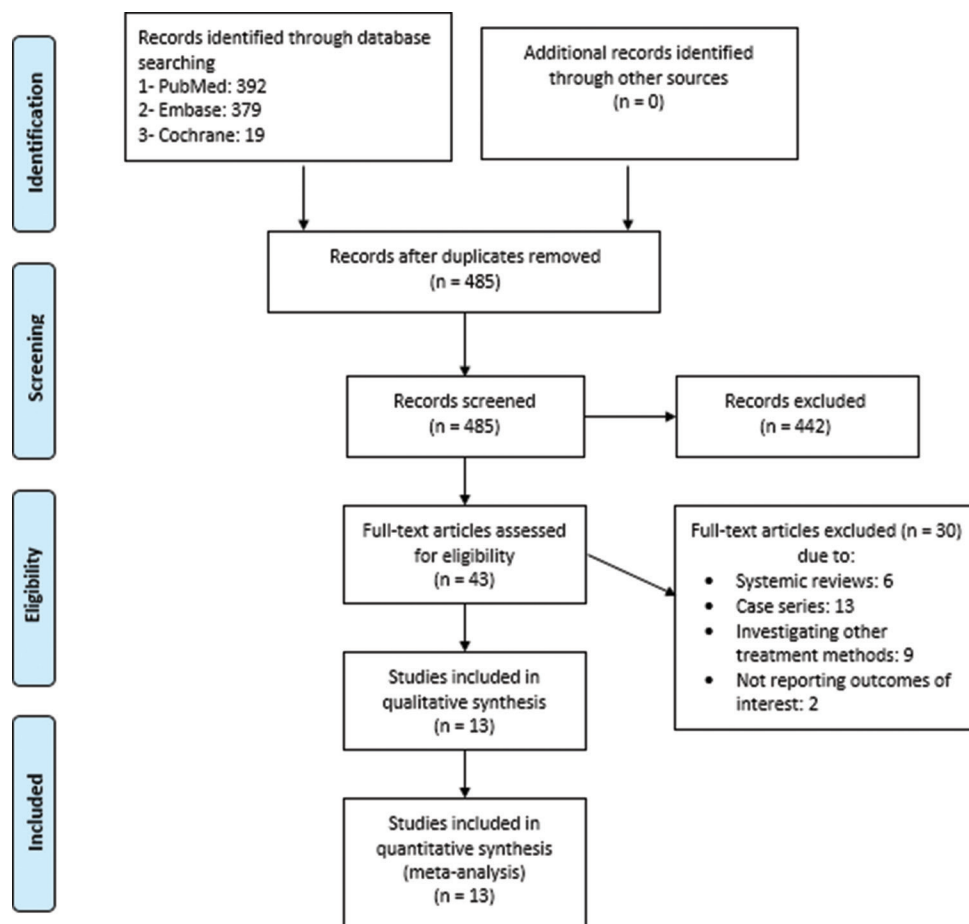 Identification
Records identified through database
searching
1- PubMed: 392
2- Embase: 379
3- Cochrane: 19
Additional records identified
through other sources
(n = 0)
Records after duplicates removed
(n = 485)
Screening
Records screened
(n = 485)
Records excluded
(n = 442)
Eligibility
Full-text articles assessed
for eligibility
(n = 43)
Full-text articles excluded (n = 30)
due to:
• Systemic reviews: 6
• Case series: 13
• Investigating other
treatment methods: 9
• Not reporting outcomes of
interest: 2
Studies included in
qualitative synthesis
(n = 13)
Included
Studies included in
quantitative synthesis
(meta-analysis)
(n = 13)